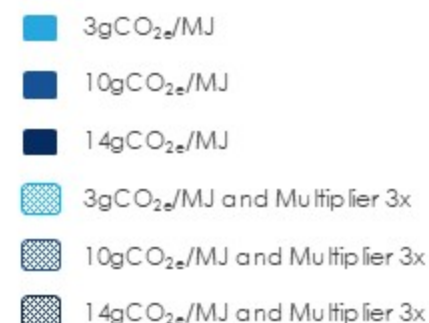 3gCO₂ₑ/MJ
10gCO₂ₑ/MJ
14gCO₂ₑ/MJ
3gCO₂ₑ/MJ and Multiplier 3x
10gCO₂ₑ/MJ and Multiplier 3x
14gCO₂ₑ/MJ and Multiplier 3x